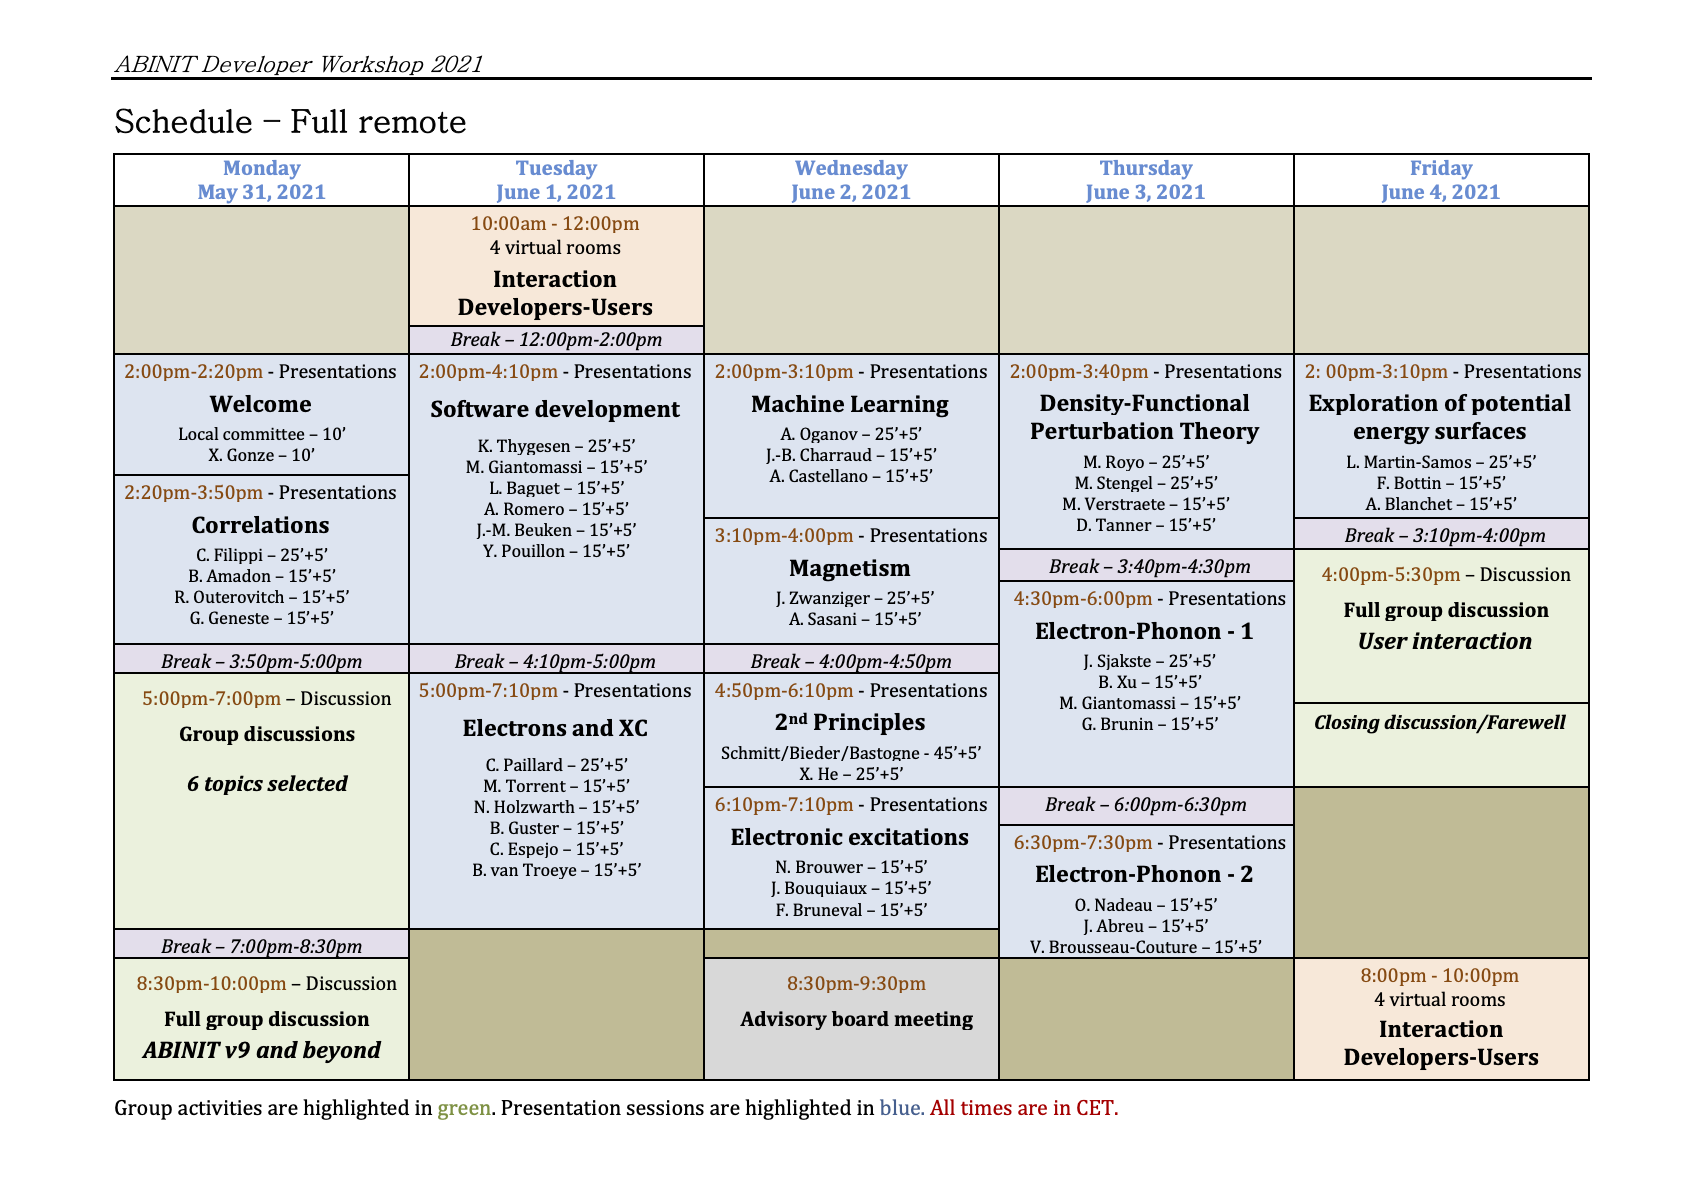 ABINIT Developer Workshop 2021
Schedule – Full remote
Monday
May 31, 2021
Tuesday
June 1, 2021
Wednesday
June 2, 2021
Thursday
June 3, 2021
Friday
June 4, 2021
10:00am - 12:00pm
4 virtual rooms
Interaction
Developers-Users
Break – 12:00pm-2:00pm
2:00pm-2:20pm - Presentations
Welcome
Local committee – 10’
X. Gonze – 10’
2:20pm-3:50pm - Presentations
Correlations
C. Filippi – 25’+5’
B. Amadon – 15’+5’
R. Outerovitch – 15’+5’
G. Geneste – 15’+5’
Break – 3:50pm-5:00pm
5:00pm-7:00pm – Discussion
Group discussions
6 topics selected
Break – 7:00pm-8:30pm
8:30pm-10:00pm – Discussion
Full group discussion
ABINIT v9 and beyond
2:00pm-4:10pm - Presentations
Software development
K. Thygesen – 25’+5’
M. Giantomassi – 15’+5’
L. Baguet – 15’+5’
A. Romero – 15’+5’
J.-M. Beuken – 15’+5’
Y. Pouillon – 15’+5’
Break – 4:10pm-5:00pm
5:00pm-7:10pm - Presentations
Electrons and XC
C. Paillard – 25’+5’
M. Torrent – 15’+5’
N. Holzwarth – 15’+5’
B. Guster – 15’+5’
C. Espejo – 15’+5’
B. van Troeye – 15’+5’
2:00pm-3:10pm - Presentations
Machine Learning
A. Oganov – 25’+5’
J.-B. Charraud – 15’+5’
A. Castellano – 15’+5’
3:10pm-4:00pm - Presentations
Magnetism
J. Zwanziger – 25’+5’
A. Sasani – 15’+5’
Break – 4:00pm-4:50pm
4:50pm-6:10pm - Presentations
2nd Principles
Schmitt/Bieder/Bastogne - 45’+5’
X. He – 25’+5’
6:10pm-7:10pm - Presentations
Electronic excitations
N. Brouwer – 15’+5’
J. Bouquiaux – 15’+5’
F. Bruneval – 15’+5’
8:30pm-9:30pm
Advisory board meeting
2:00pm-3:40pm - Presentations
Density-Functional
Perturbation Theory
M. Royo – 25’+5’
M. Stengel – 25’+5’
M. Verstraete – 15’+5’
D. Tanner – 15’+5’
Break – 3:40pm-4:30pm
4:30pm-6:00pm - Presentations
Electron-Phonon - 1
J. Sjakste – 25’+5’
B. Xu – 15’+5’
M. Giantomassi – 15’+5’
G. Brunin – 15’+5’
Break – 6:00pm-6:30pm
6:30pm-7:30pm - Presentations
Electron-Phonon - 2
O. Nadeau – 15’+5’
J. Abreu – 15’+5’
V. Brousseau-Couture – 15’+5’
2: 00pm-3:10pm - Presentations
Exploration of potential
energy surfaces
L. Martin-Samos – 25’+5’
F. Bottin – 15’+5’
A. Blanchet – 15’+5’
Break – 3:10pm-4:00pm
4:00pm-5:30pm – Discussion
Full group discussion
User interaction
Closing discussion/Farewell
8:00pm - 10:00pm
4 virtual rooms
Interaction
Developers-Users
Group activities are highlighted in green. Presentation sessions are highlighted in blue. All times are in CET.